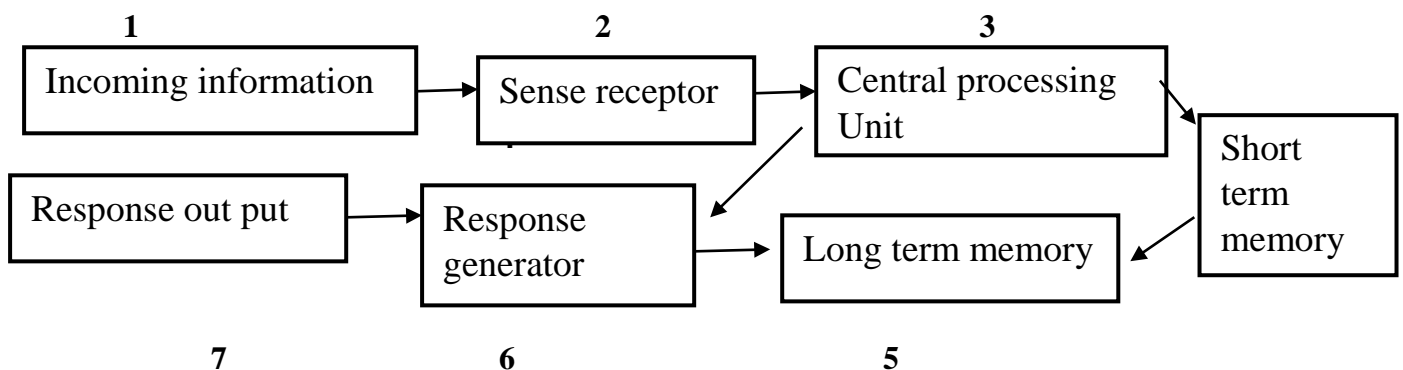 1 2 3
Incoming information
Sense receptor
Central processing
Unit
Short
term
memory
Response out put
Response
generator
Long term memory
7 6 5